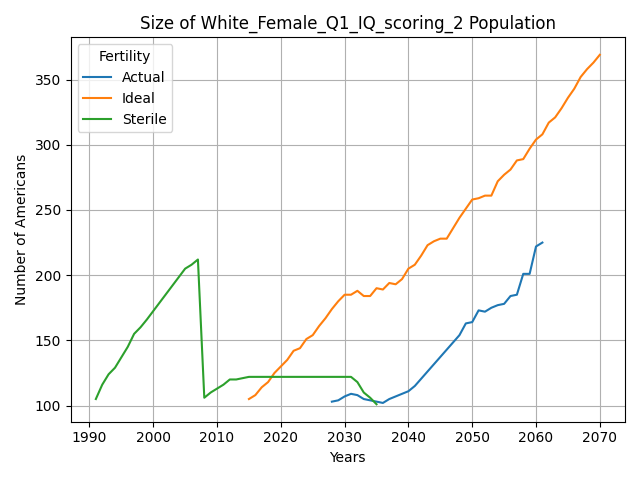 Size of White_Female_Q1_IQ_scoring_2 Population
Fertility
Actual
Ideal
Sterile
Number of Americans
350
300
250
200
150
100
1990 2000 2010 2020 2030 2040 2050 2060 2070
Years